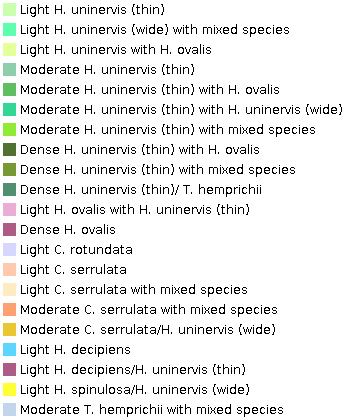 Light H. uninervis (thin)
Light H. uninervis (wide) with mixed species
Light H. uninervis with H. ovalis
Moderate H. uninervis (thin)
Moderate H. uninervis (thin) with H. ovalis
Moderate H. uninervis (thin) with H. uninervis (wide)
Moderate H. uninervis (thin) with mixed species
Dense H. uninervis (thin) with H. ovalis
Dense H. uninervis (thin) with mixed species
Dense H. uninervis (thin)/ T. hemprichii
Light H. ovalis with H. uninervis (thin)
Dense H. ovalis
Light C. rotundata
Light C. serrulata
Light C. serrulata with mixed species
Moderate C. serrulata with mixed species
Moderate C. serrulata/H. uninervis (wide)
Light H. decipiens
Light H. decipiens/H. uninervis (thin)
Light H. spinulosa/H. uninervis (wide)
Moderate T. hemprichii with mixed species